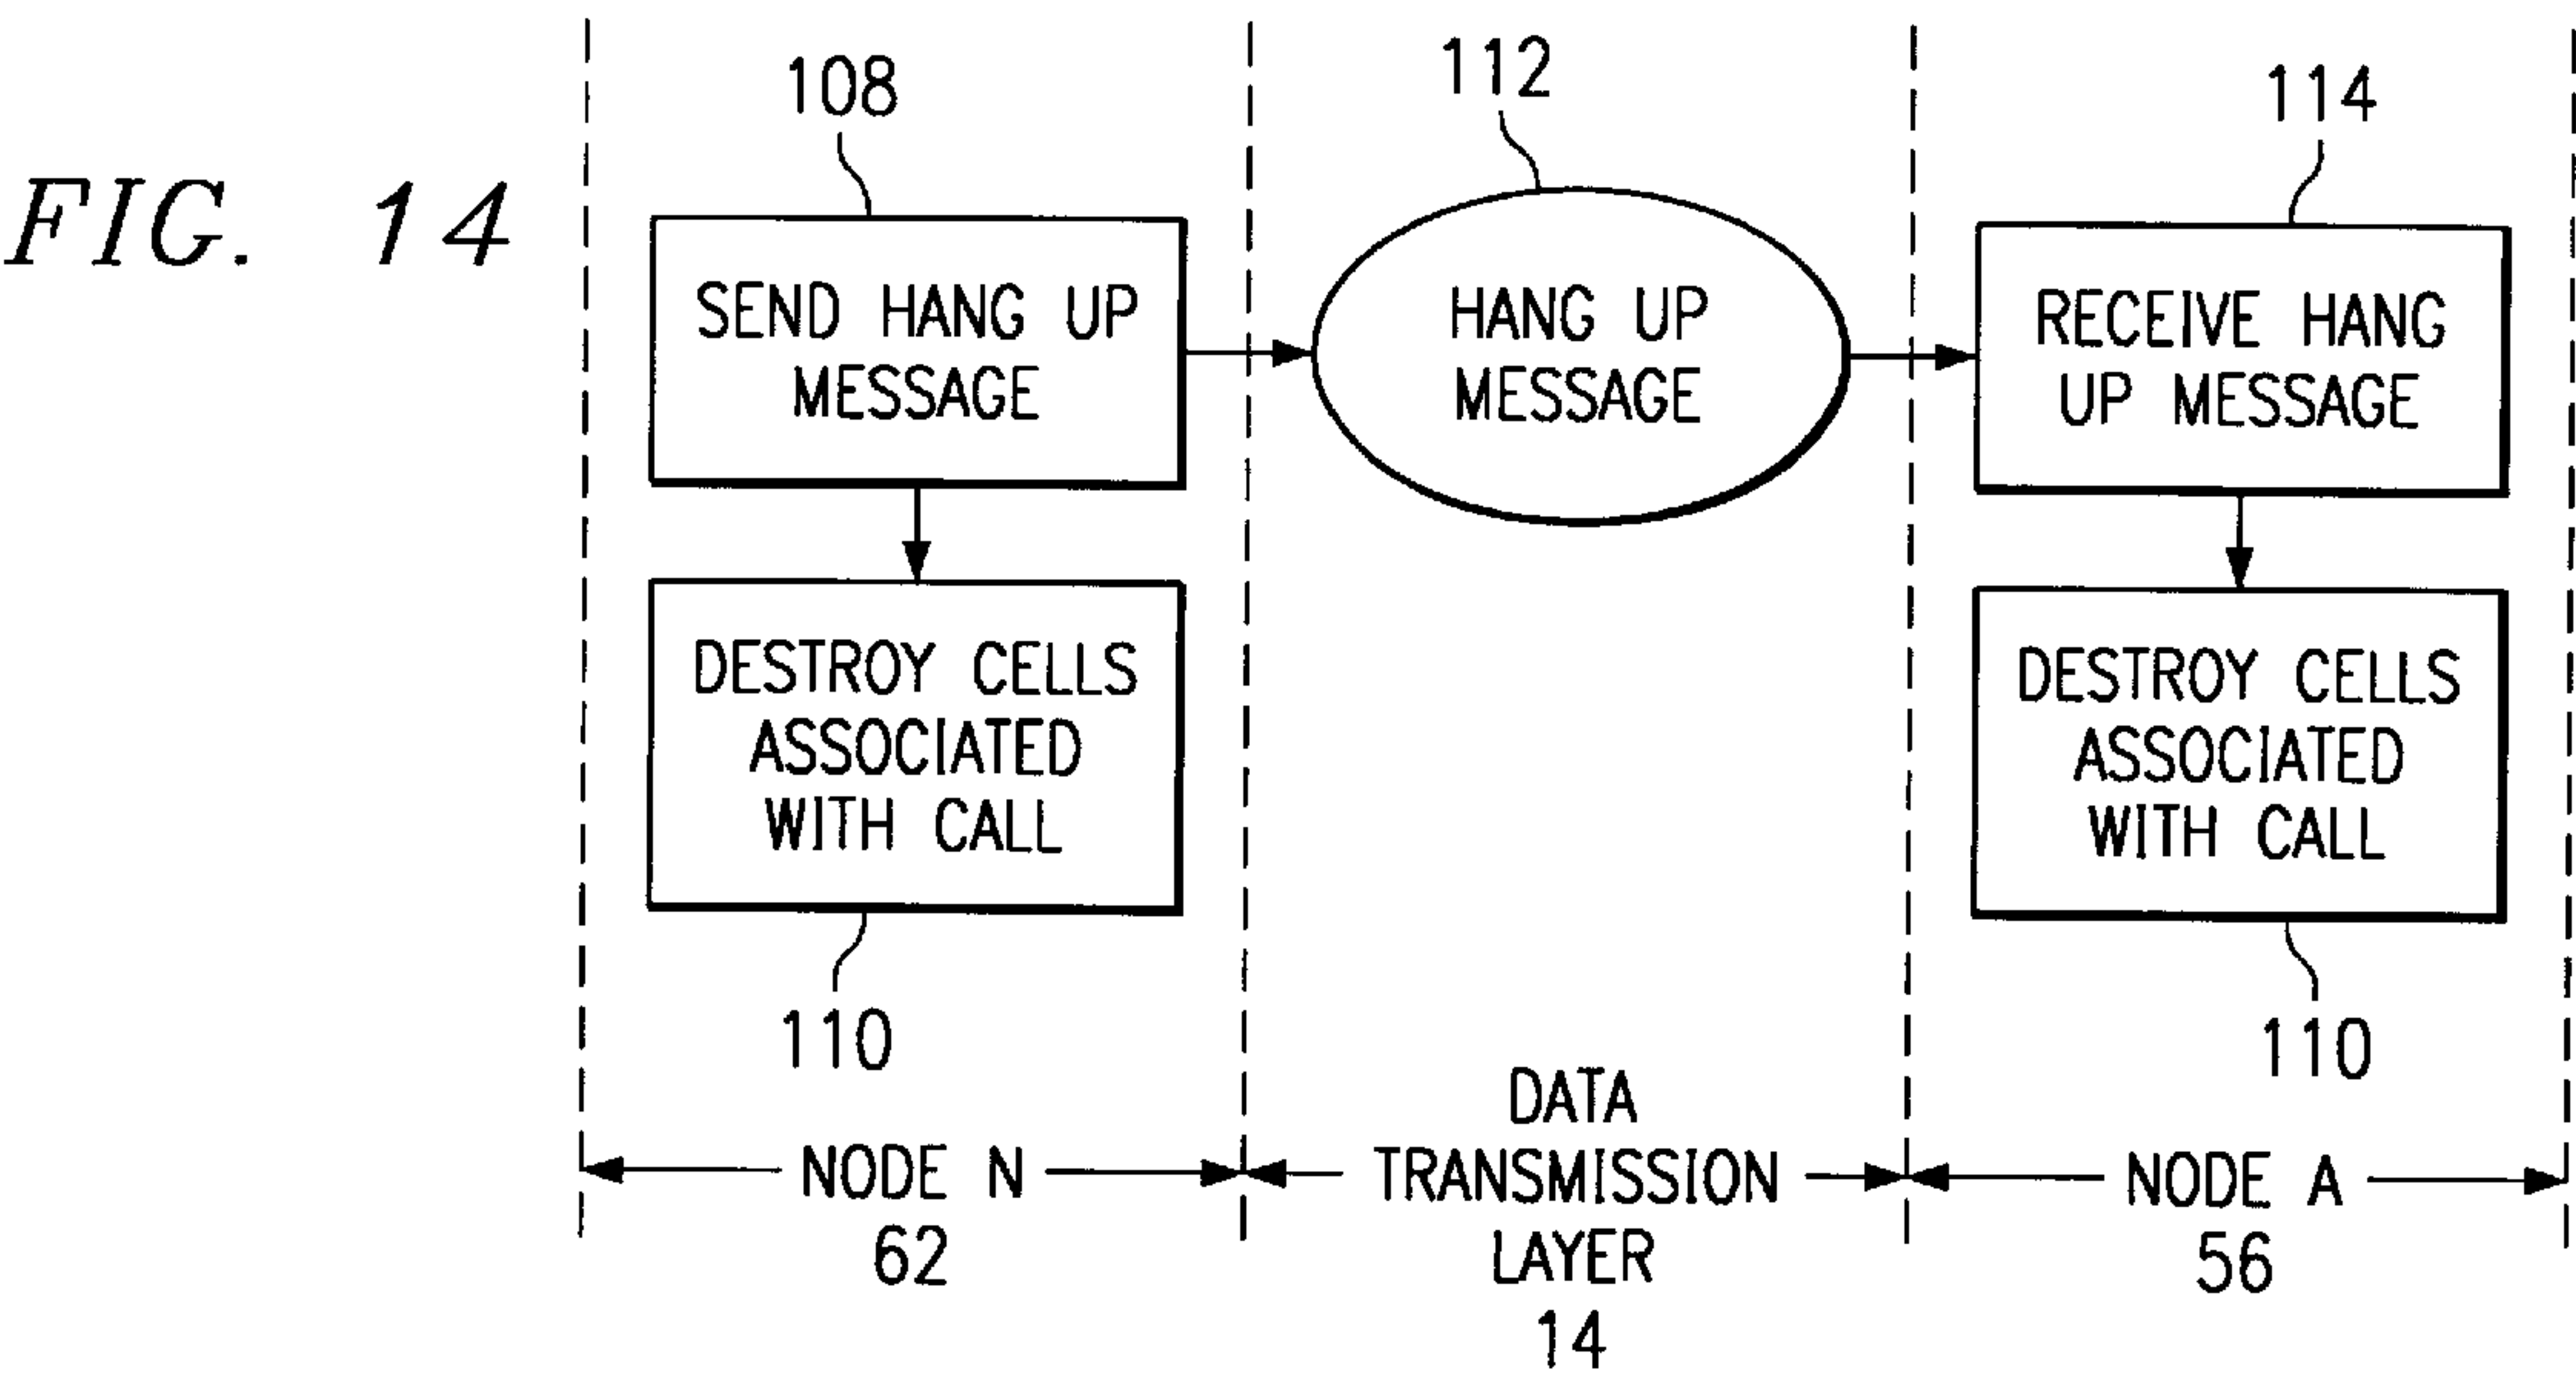 FIG. 14
108
SEND HANG UP
MESSAGE
DESTROY CELLS
ASSOCIATED
WITH CALL
110
NODE N
62
112
HANG UP
MESSAGE
DATA
TRANSMISSION
LAYER
14
114
RECEIVE HANG
UP MESSAGE
DESTROY CELLS
ASSOCIATED
WITH CALL
110
NODE A
56